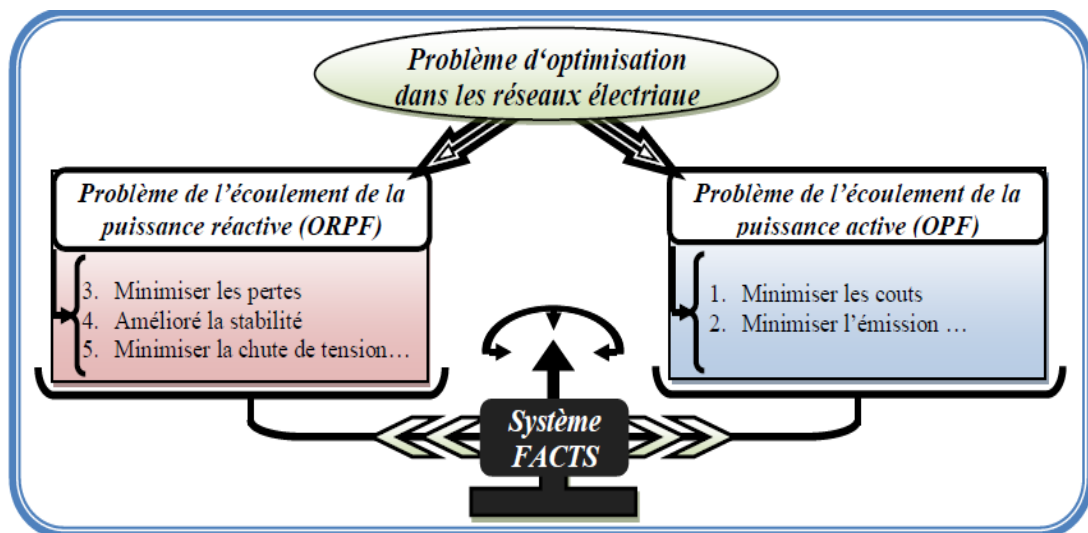 Problème d‘optimisation
dans les réseaux électriaue
Problème de l’écoulement de la
puissance réactive (ORPF)
3. Minimiser les pertes
4. Amélioré la stabilité
5. Minimiser la chute de tension…
Problème de l’écoulement de la
puissance active (OPF)
1. Minimiser les couts
2. Minimiser l’émission …
Système
FACTS